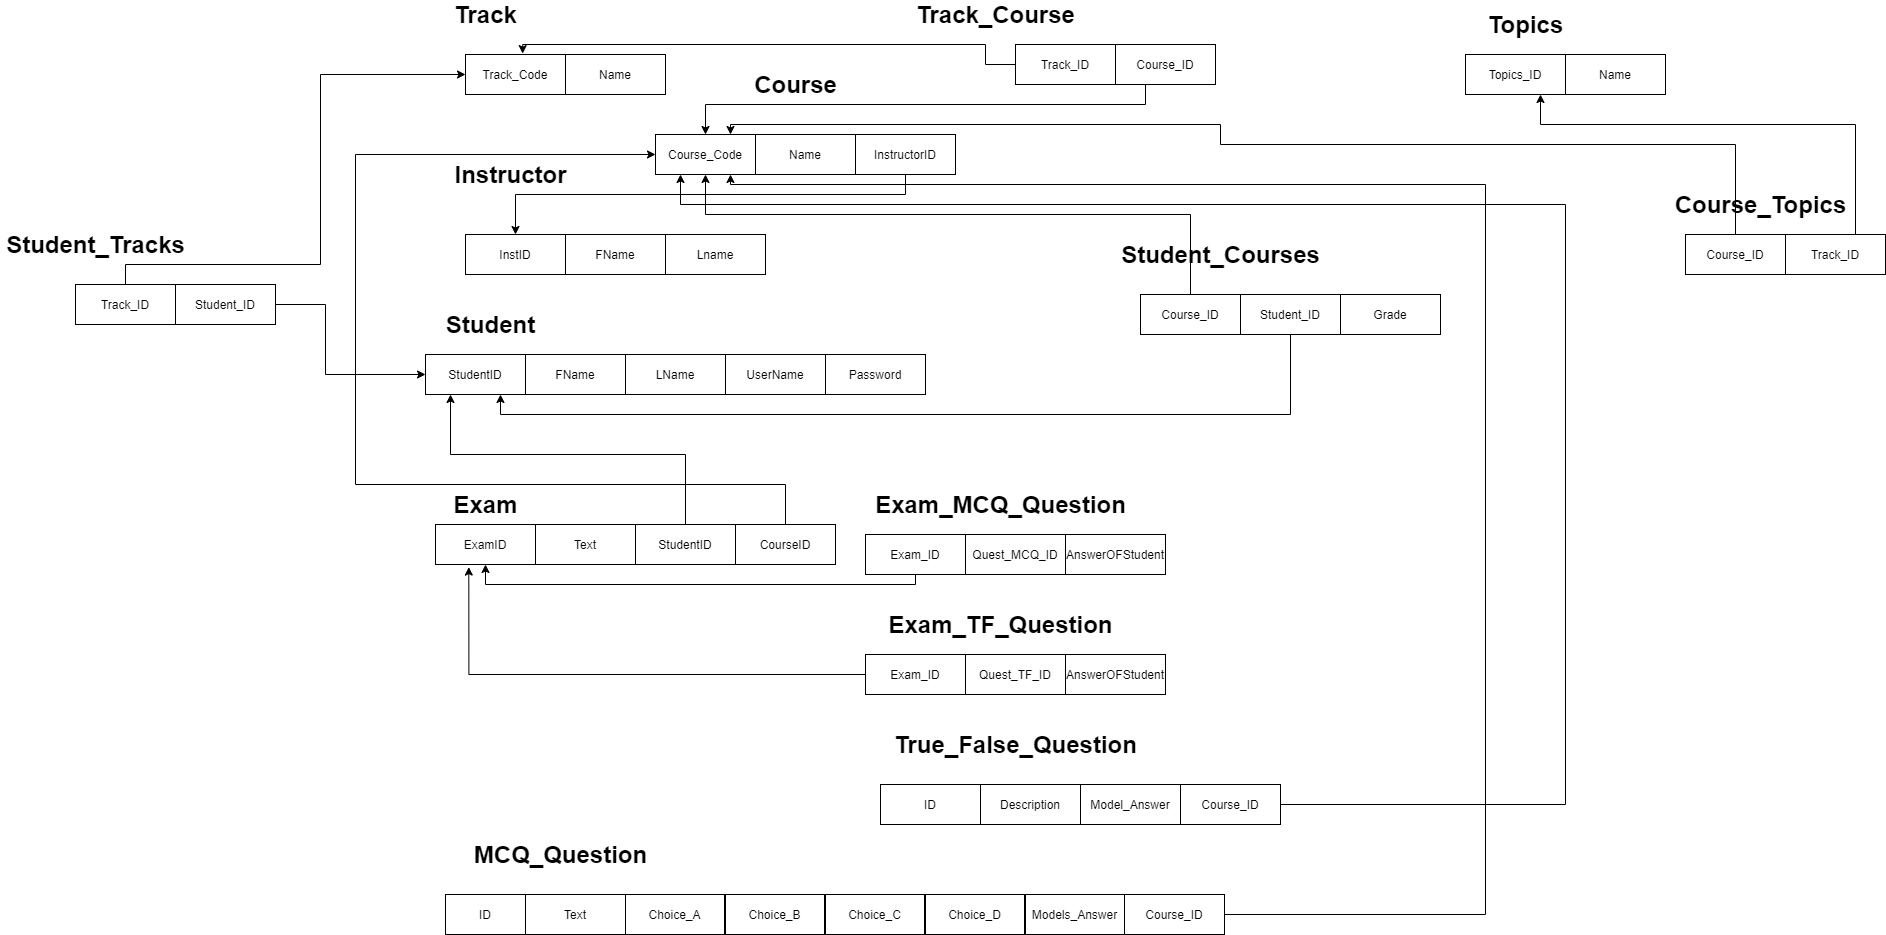 Track
Track_Code Name
Track_Course
Track_ID Course_ID
Topics
Topics_ID Name
Course
Course_Code Name InstructorID
Instructor
InstID FName Lname
Course_Topics
Course_ID Track_ID
Student_Tracks
Track_ID Student_ID
Student_Courses
Course_ID Student_ID Grade
Student
StudentID FName LName UserName Password
Exam
ExamID Text StudentID CourseID
Exam_MCQ_Question
Exam_ID Quest_MCQ_ID AnswerOFStudent
Exam_TF_Question
Exam_ID Quest_TF_ID AnswerOFStudent
True_False_Question
ID Description Model_Answer Course_ID
MCQ_Question
ID Text Choice_A Choice_B Choice_C Choice_D Models_Answer Course_ID